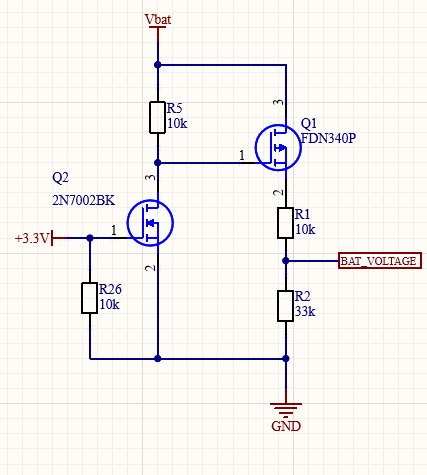 Vbat
R5
10k
3
Q1
FDN340P
1
Q2
2N7002BK
3
2
+3.3V
1
R1
10k
2
BAT_VOLTAGE
R26
10k
R2
33k
GND